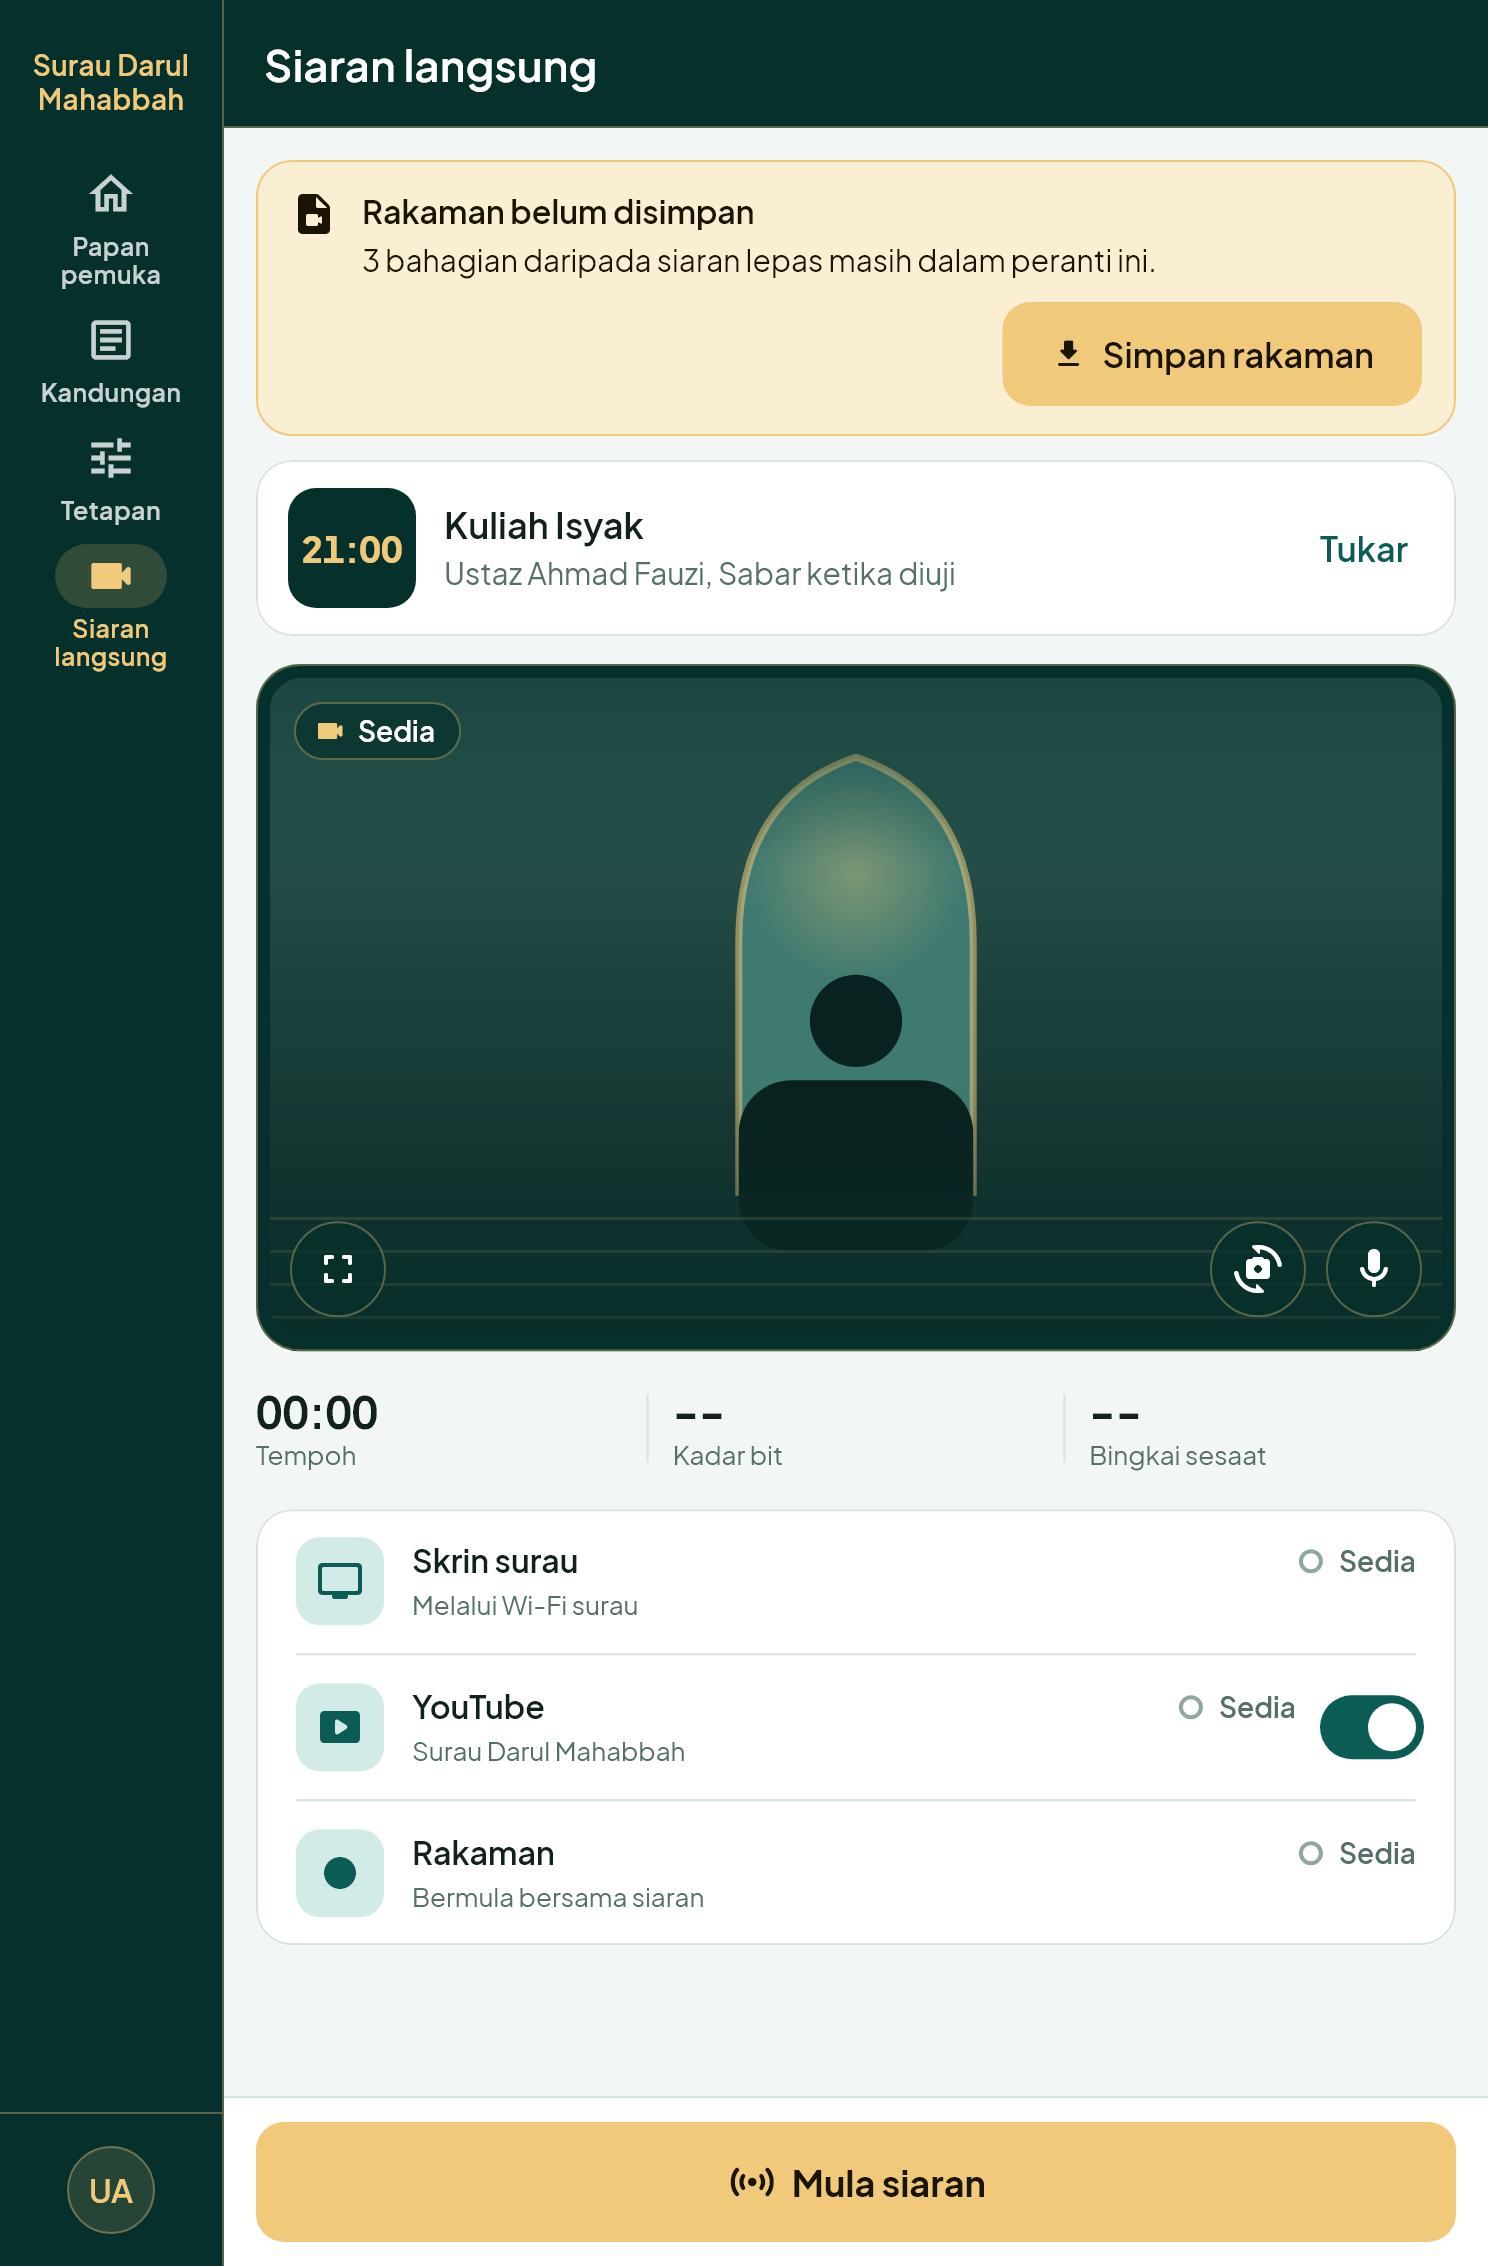 Surau Darul
Mahabbah
Papan
pemuka
Kandungan
Tetapan
Siaran
langsung
UA
Siaran langsung
Rakaman belum disimpan
3 bahagian daripada siaran lepas masih dalam peranti ini.
Simpan rakaman
21:00
Kuliah Isyak
Ustaz Ahmad Fauzi, Sabar ketika diuji
Tukar
Sedia
00:00
Tempoh
--
Kadar bit
--
Bingkai sesaat
Skrin surau
Melalui Wi-Fi surau
Sedia
YouTube
Surau Darul Mahabbah
Sedia
Rakaman
Bermula bersama siaran
Sedia
Mula siaran